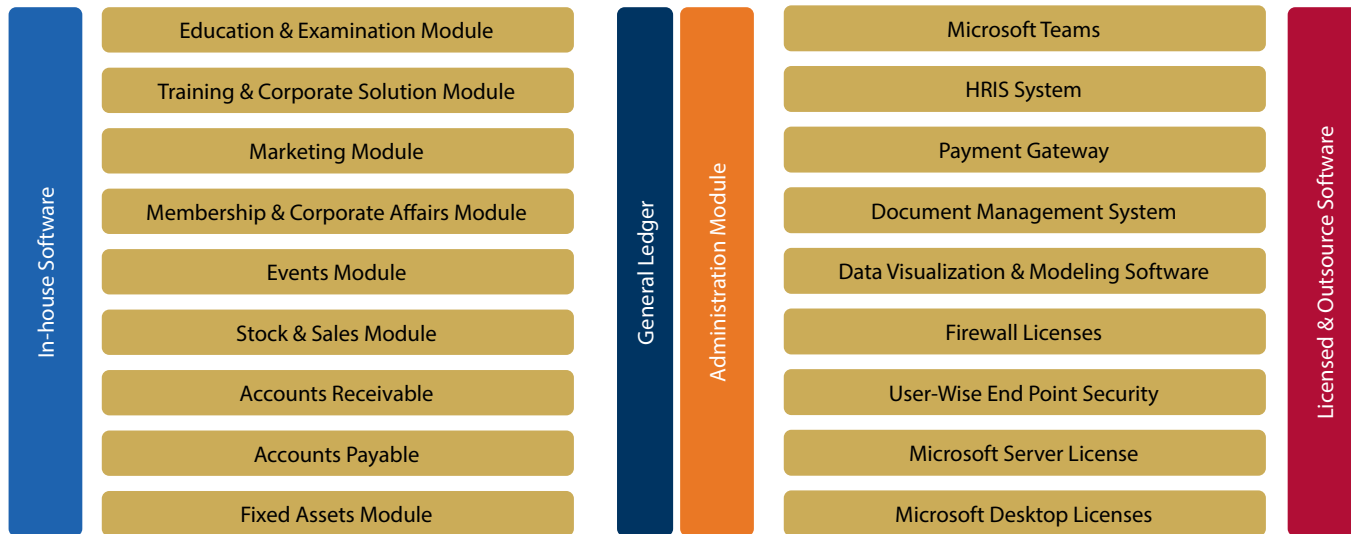 In-house Software
Education & Examination Module
Training & Corporate Solution Module
Marketing Module
Membership & Corporate Affairs Module
Events Module
Stock & Sales Module
Accounts Receivable
Accounts Payable
Fixed Assets Module
General Ledger
Administration Module
Microsoft Teams
HRIS System
Payment Gateway
Document Management System
Data Visualization & Modeling Software
Firewall Licenses
User-Wise End Point Security
Microsoft Server License
Microsoft Desktop Licenses
Licensed & Outsource Software